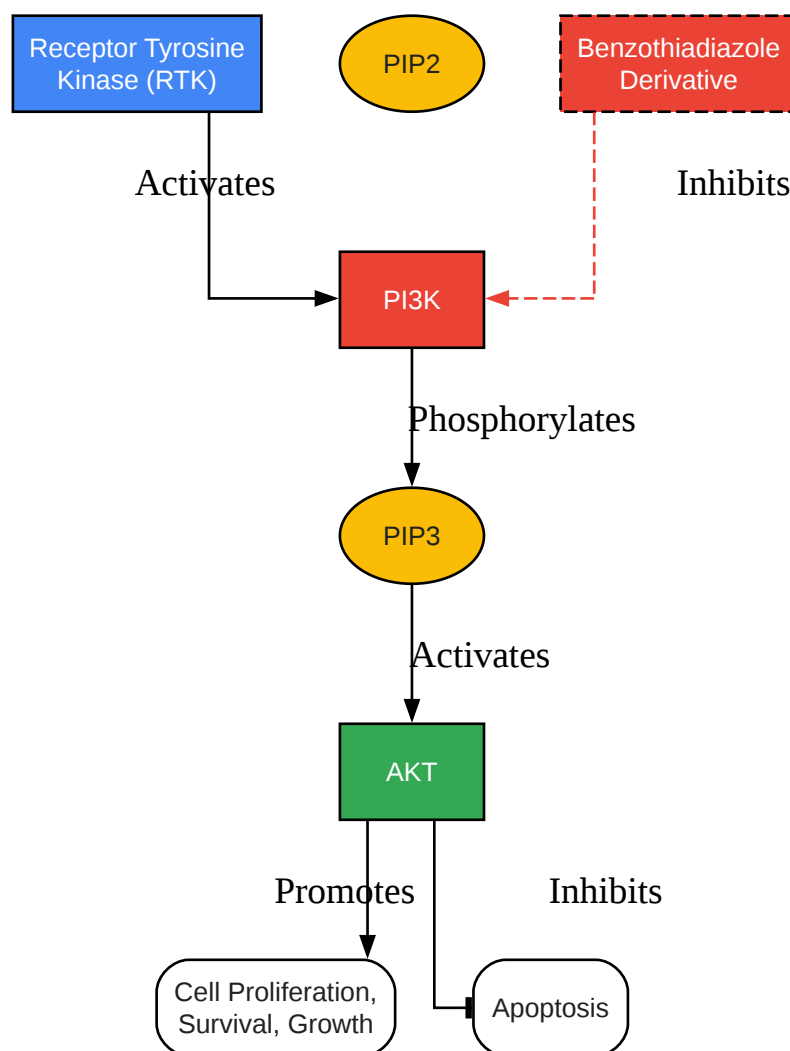 Receptor Tyrosine
Kinase (RTK)
PIP2
Benzothiadiazole
Derivative
Activates
Inhibits
PI3K
Phosphorylates
PIP3
Activates
AKT
Promotes
Inhibits
Cell Proliferation,
Survival, Growth
Apoptosis